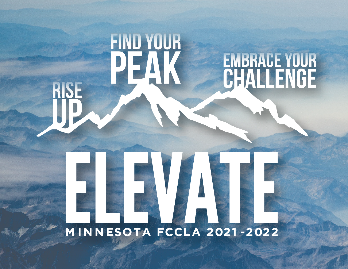 FIND YOUR
PEAK
EMBRACE YOUR
CHALLENGE
RISE
UP
ELEVATE
MINNESOTA FCCLA 2021-2022